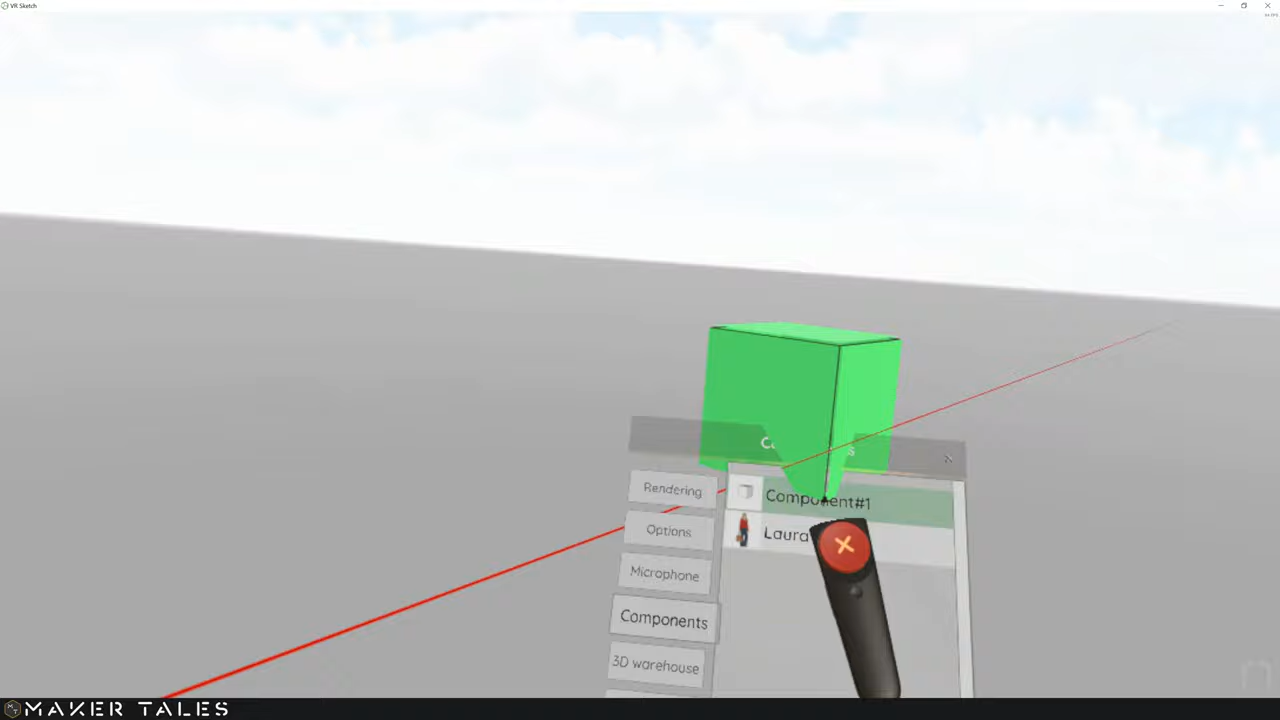 VR Sketch
Rendering
Options
Microphone
Components
3D warehouse
Component#1
Laura
MAKER TALES